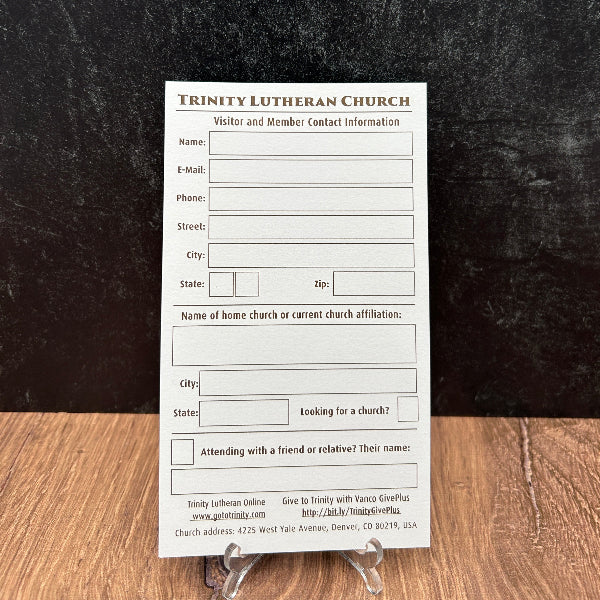 Trinity Lutheran Church
Visitor and Member Contact Information
Name:
E-Mail:
Phone:
Street:
City:
State: Zip:
Name of home church or current church affiliation:
City:
State: Looking for a church?
Attending with a friend or relative? Their name:
Trinity Lutheran Online Give to Trinity with Vanco GivePlus
www.gototrinity.com http://bit.ly/TrinityGivePlus
Church address: 4225 West Yale Avenue, Denver, CO 80219, USA